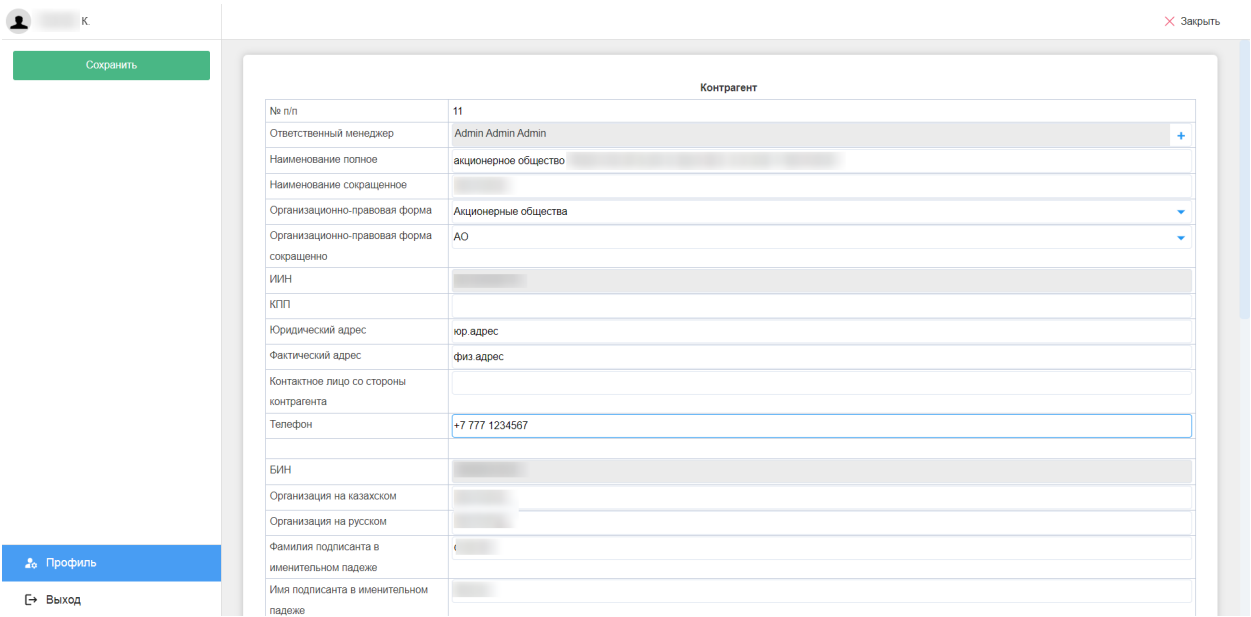 К.
Закрыть
Сохранить
Контрагент
№ п/п 11
Ответственный менеджер Admin Admin Admin +
Наименование полное акционерное общество
Наименование сокращенное
Организационно-правовая форма Акционерные общества
Организационно-правовая форма АО
сокращенно
ИИН
КПП
Юридический адрес юр.адрес
Фактический адрес физ.адрес
Контактное лицо со стороны
контрагента
Телефон +7 777 1234567
БИН
Организация на казахском
Организация на русском
Фамилия подписанта в
именительном падеже
Имя подписанта в именительном
падеже
Профиль
Выход